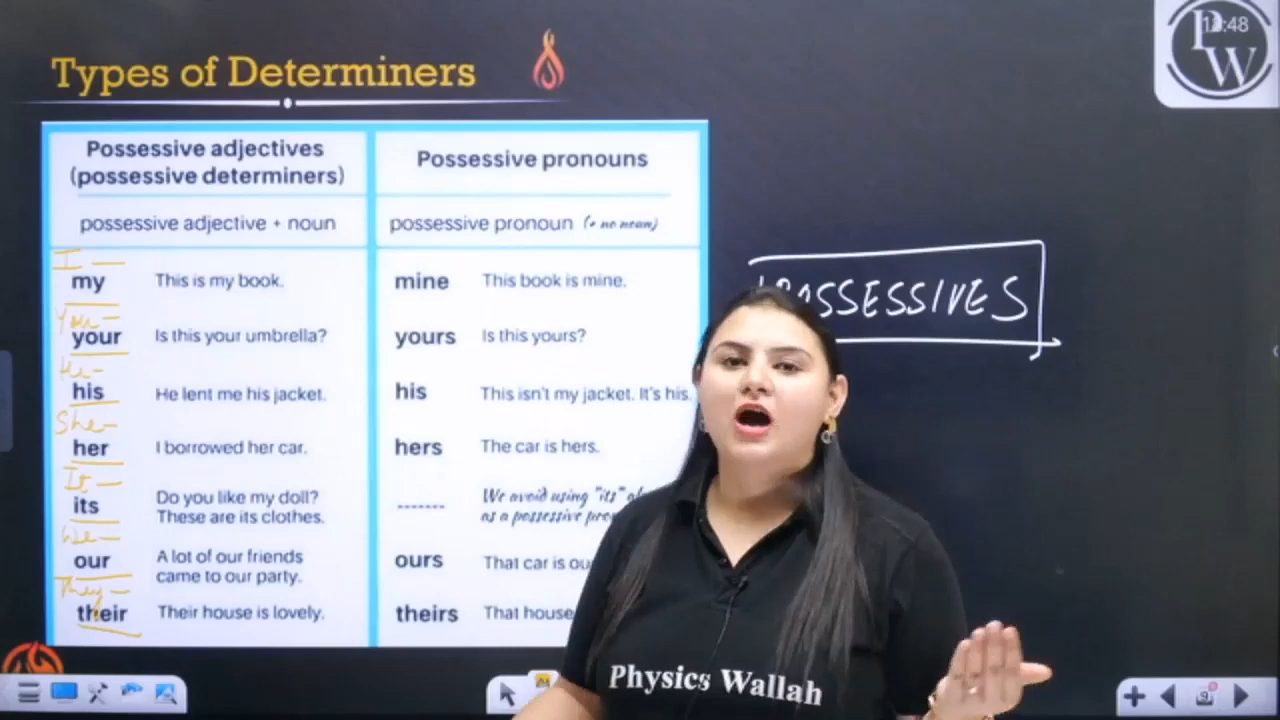 18:48
PW
Types of Determiners
Possessive adjectives
(possessive determiners)
Possessive pronouns
possessive adjective + noun
possessive pronoun (+ no noun)
I
my This is my book.
mine This book is mine.
You
your Is this your umbrella?
yours Is this yours?
He
his He lent me his jacket.
his This isn't my jacket. It's his.
She
her I borrowed her car.
hers The car is hers.
It
its Do you like my doll?
These are its clothes.
------- We avoid using "its"
as a possessive
We
our A lot of our friends
came to our party.
ours That car is
They
their Their house is lovely.
theirs That house
POSSESSIVES
Physics Wallah
9